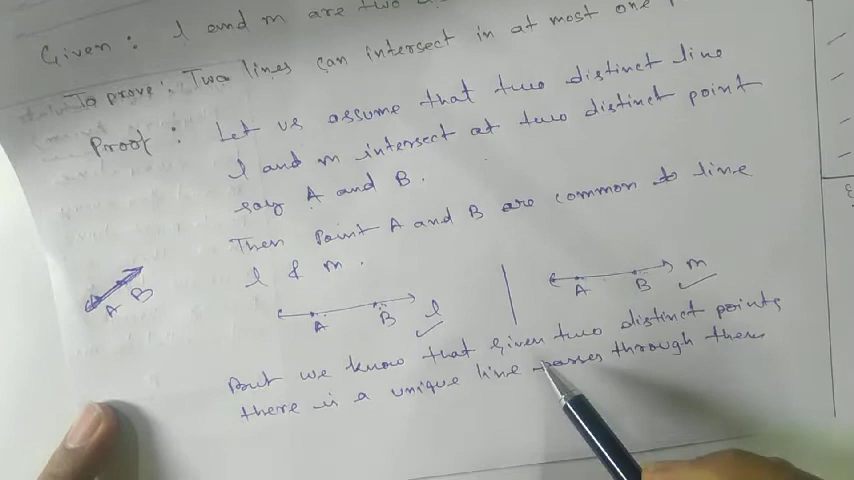 Given: l and m are two
To prove: Two lines can intersect in at most one
Proof: Let us assume that two distinct line
l and m intersect at two distinct point
say A and B.
Then Point A and B are common to line
l & m.
A B
A B l
A B m
But we know that given two distinct points,
there is a unique line passes through them